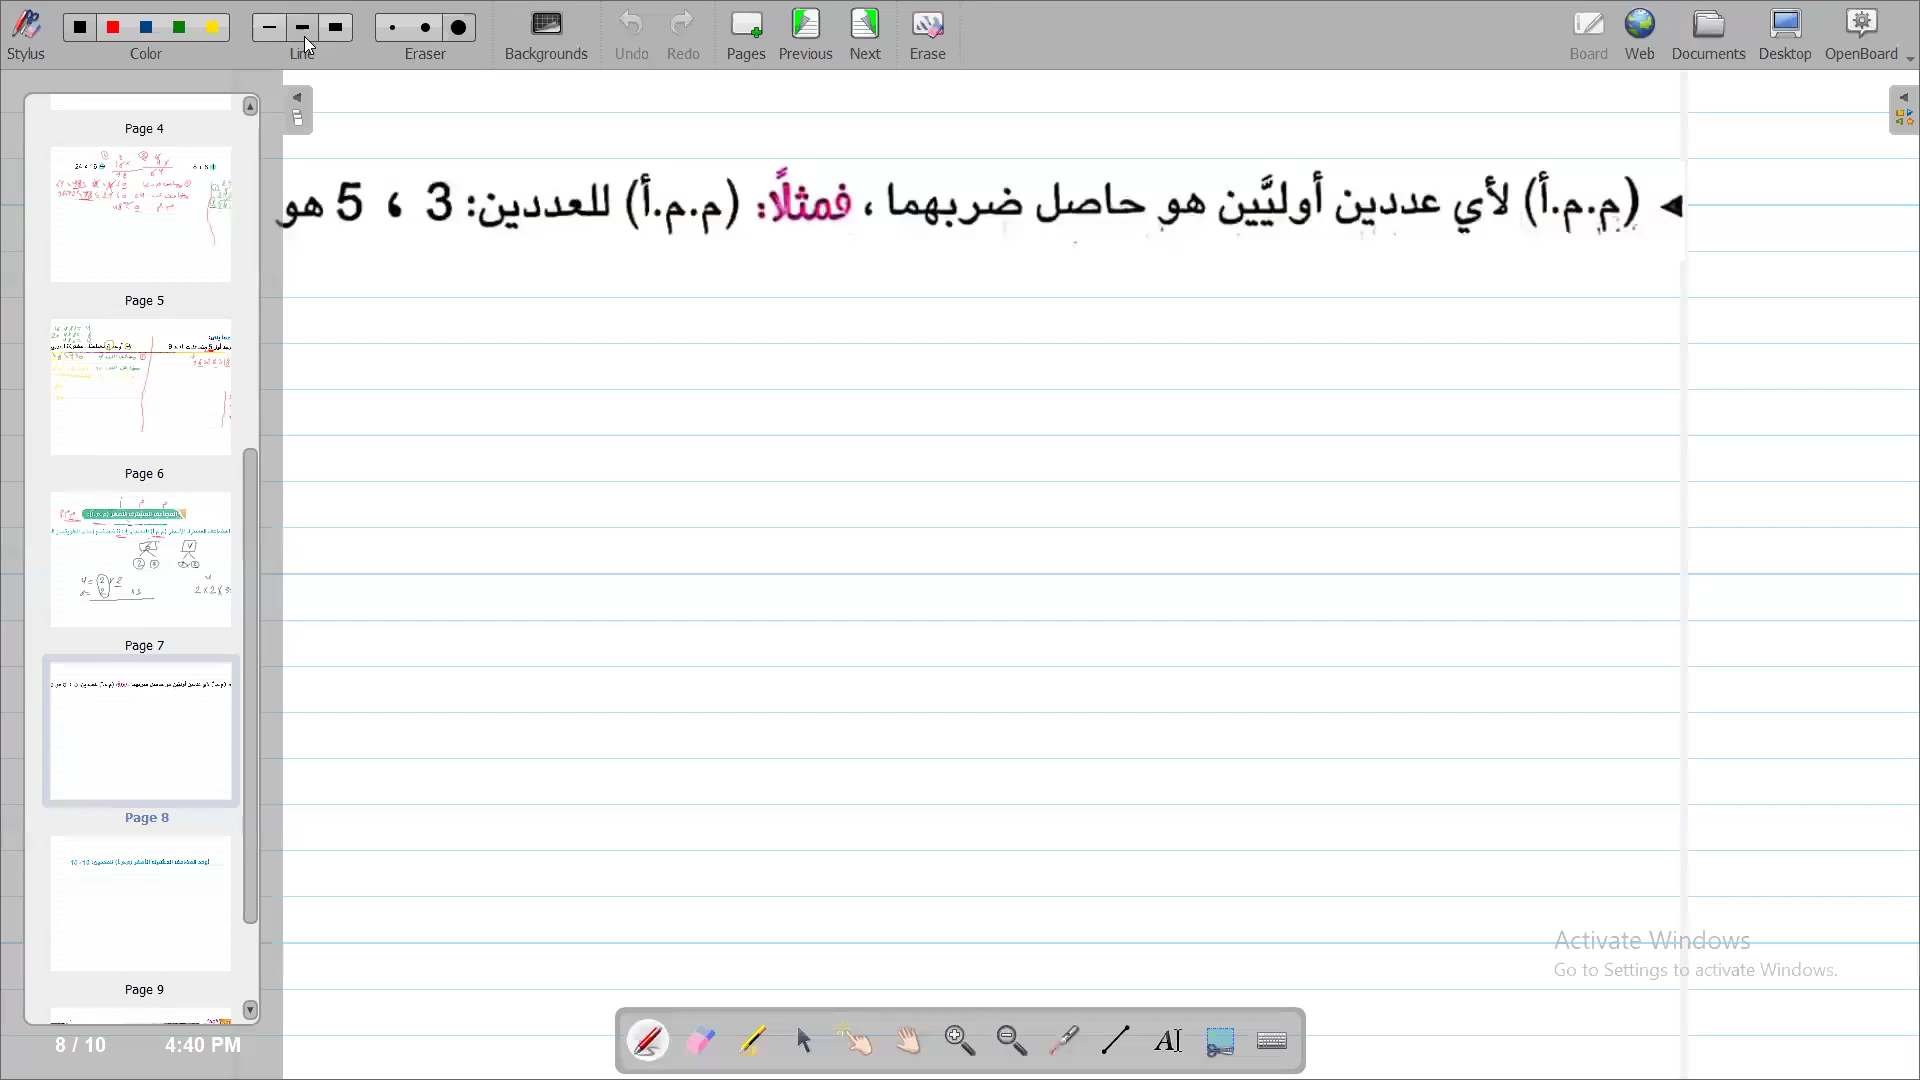 Stylus
Color
Line
Eraser
Backgrounds
Undo
Redo
Pages
Previous
Next
Erase
Board
Web
Documents
Desktop
OpenBoard
(م.م.أ) لأي عددين أوليَّين هو حاصل ضربهما ، فمثلًا: (م.م.أ) للعددين: 3 ، 5 هو
Page 4
Page 5
Page 6
Page 7
Page 8
Page 9
8 / 10
4:40 PM
Activate Windows
Go to Settings to activate Windows.